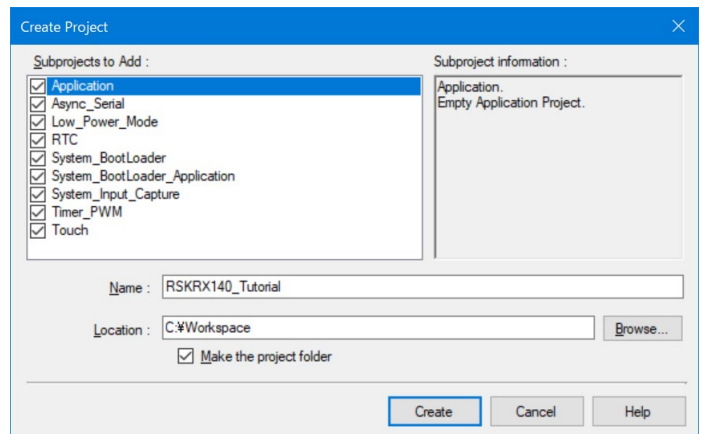 Create Project
Subprojects to Add :
Application
Async_Serial
Low_Power_Mode
RTC
System_BootLoader
System_BootLoader_Application
System_Input_Capture
Timer_PWM
Touch
Subproject information :
Application.
Empty Application Project.
Name : RSKRX140_Tutorial
Location : C:¥Workspace Browse...
Make the project folder
Create Cancel Help